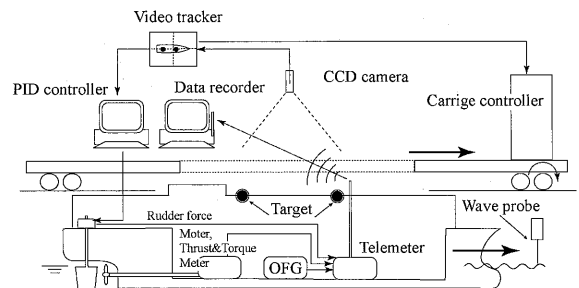 Video tracker
PID controller
Data recorder
CCD camera
Carrige controller
Target
Wave probe
Rudder force
Moter,
Thrust&Torque
Meter
OFG
Telemeter